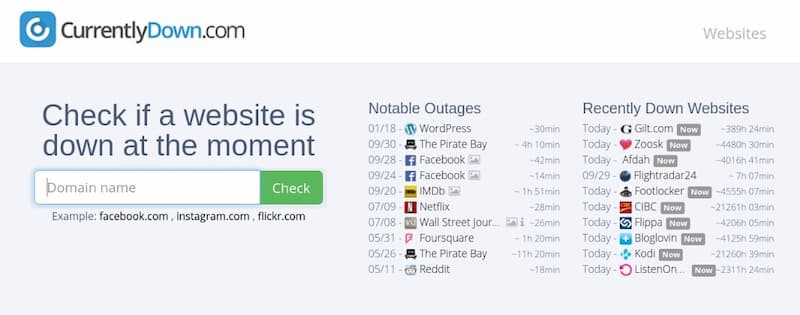 CurrentlyDown.com
Websites
Check if a website is
down at the moment
Domain name
Check
Example: facebook.com , instagram.com , flickr.com
Notable Outages
01/18 - WordPress ~30min
09/30 - The Pirate Bay ~ 4h 10min
09/28 - Facebook ~42min
09/24 - Facebook ~14min
09/20 - IMDb ~ 1h 51min
07/09 - Netflix ~28min
07/08 - Wall Street Jour... ~26min
05/31 - Foursquare ~ 1h 20min
05/26 - The Pirate Bay ~11h 20min
05/11 - Reddit ~18min
Recently Down Websites
Today - Gilt.com Now ~389h 24min
Today - Zoosk Now ~4480h 30min
Today - Afdah Now ~4016h 41min
09/29 - Flightradar24 ~ 7h 07min
Today - Footlocker Now ~4555h 07min
Today - CIBC Now ~21261h 03min
Today - Flippa Now ~4206h 05min
Today - Bloglovin Now ~4125h 59min
Today - Kodi Now ~21260h 39min
Today - ListenOn... Now ~2311h 24min